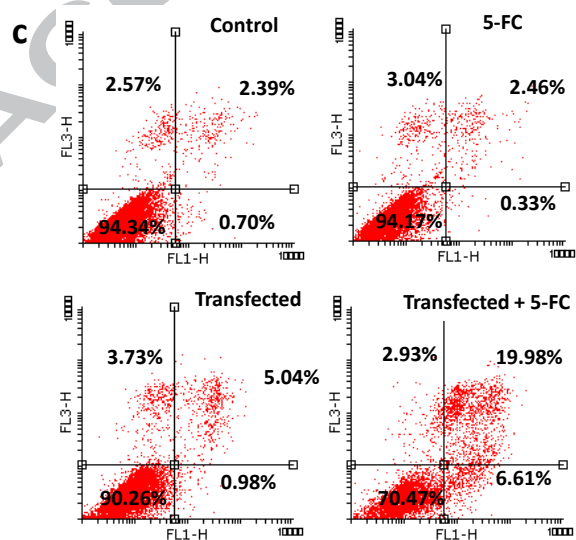 c
Control
2.57%
2.39%
94.34%
0.70%
FL3-H
FL1-H
5-FC
3.04%
2.46%
94.17%
0.33%
FL3-H
FL1-H
Transfected
3.73%
5.04%
90.26%
0.98%
FL3-H
FL1-H
Transfected + 5-FC
2.93%
19.98%
70.47%
6.61%
FL3-H
FL1-H